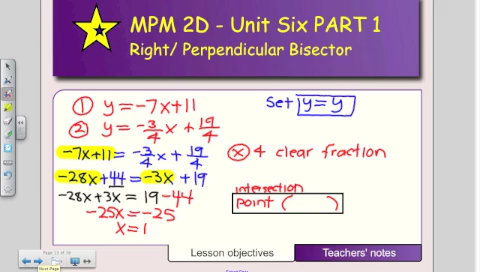 MPM 2D - Unit Six PART 1
Right/ Perpendicular Bisector
① y = -7x + 11
② y = -3/4 x + 19/4
-7x + 11 = -3/4 x + 19/4
-28x + 44 = -3x + 19
-28x + 3x = 19 - 44
-25x = -25
x = 1
Set y = y
ⓧ 4 clear fraction
intersection
point ( )
Lesson objectives
Teachers' notes
Next Page